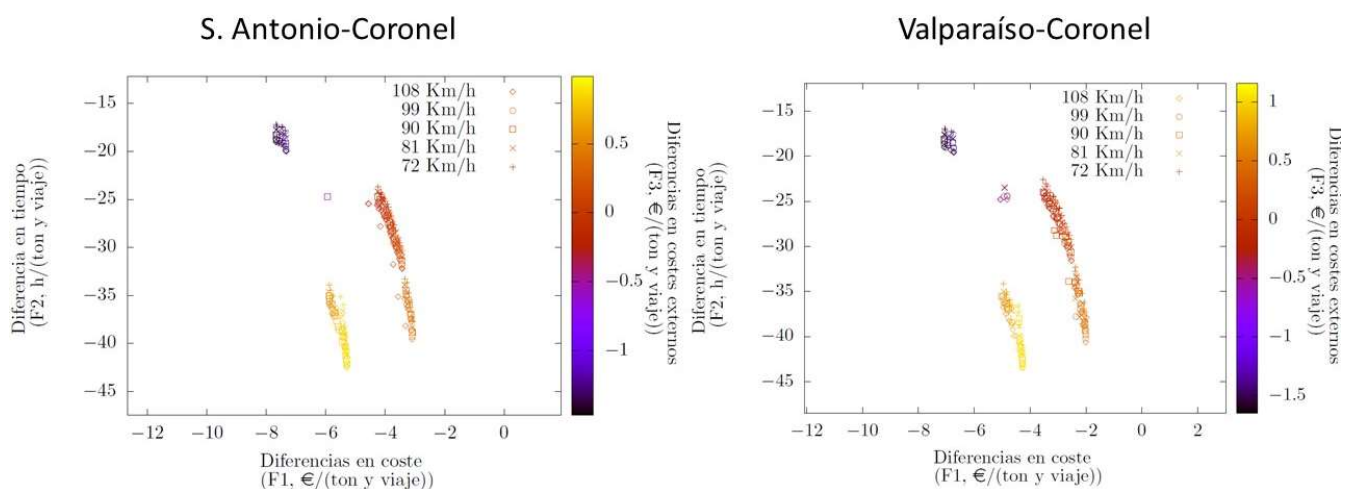 S. Antonio-Coronel
108 Km/h
99 Km/h
90 Km/h
81 Km/h
72 Km/h
−15
−20
−25
−30
−35
−40
−45
−12
−10
−8
−6
−4
−2
0
0.5
0
−0.5
−1
Diferencia en tiempo
(F2, h/(ton y viaje))
Diferencias en coste
(F1, €/(ton y viaje))
Diferencias en costes externos
(F3, €/(ton y viaje))
Valparaíso-Coronel
108 Km/h
99 Km/h
90 Km/h
81 Km/h
72 Km/h
−15
−20
−25
−30
−35
−40
−45
−12
−10
−8
−6
−4
−2
0
2
1
0.5
0
−0.5
−1
−1.5
Diferencia en tiempo
(F2, h/(ton y viaje))
Diferencias en coste
(F1, €/(ton y viaje))
Diferencias en costes externos
(F3, €/(ton y viaje))